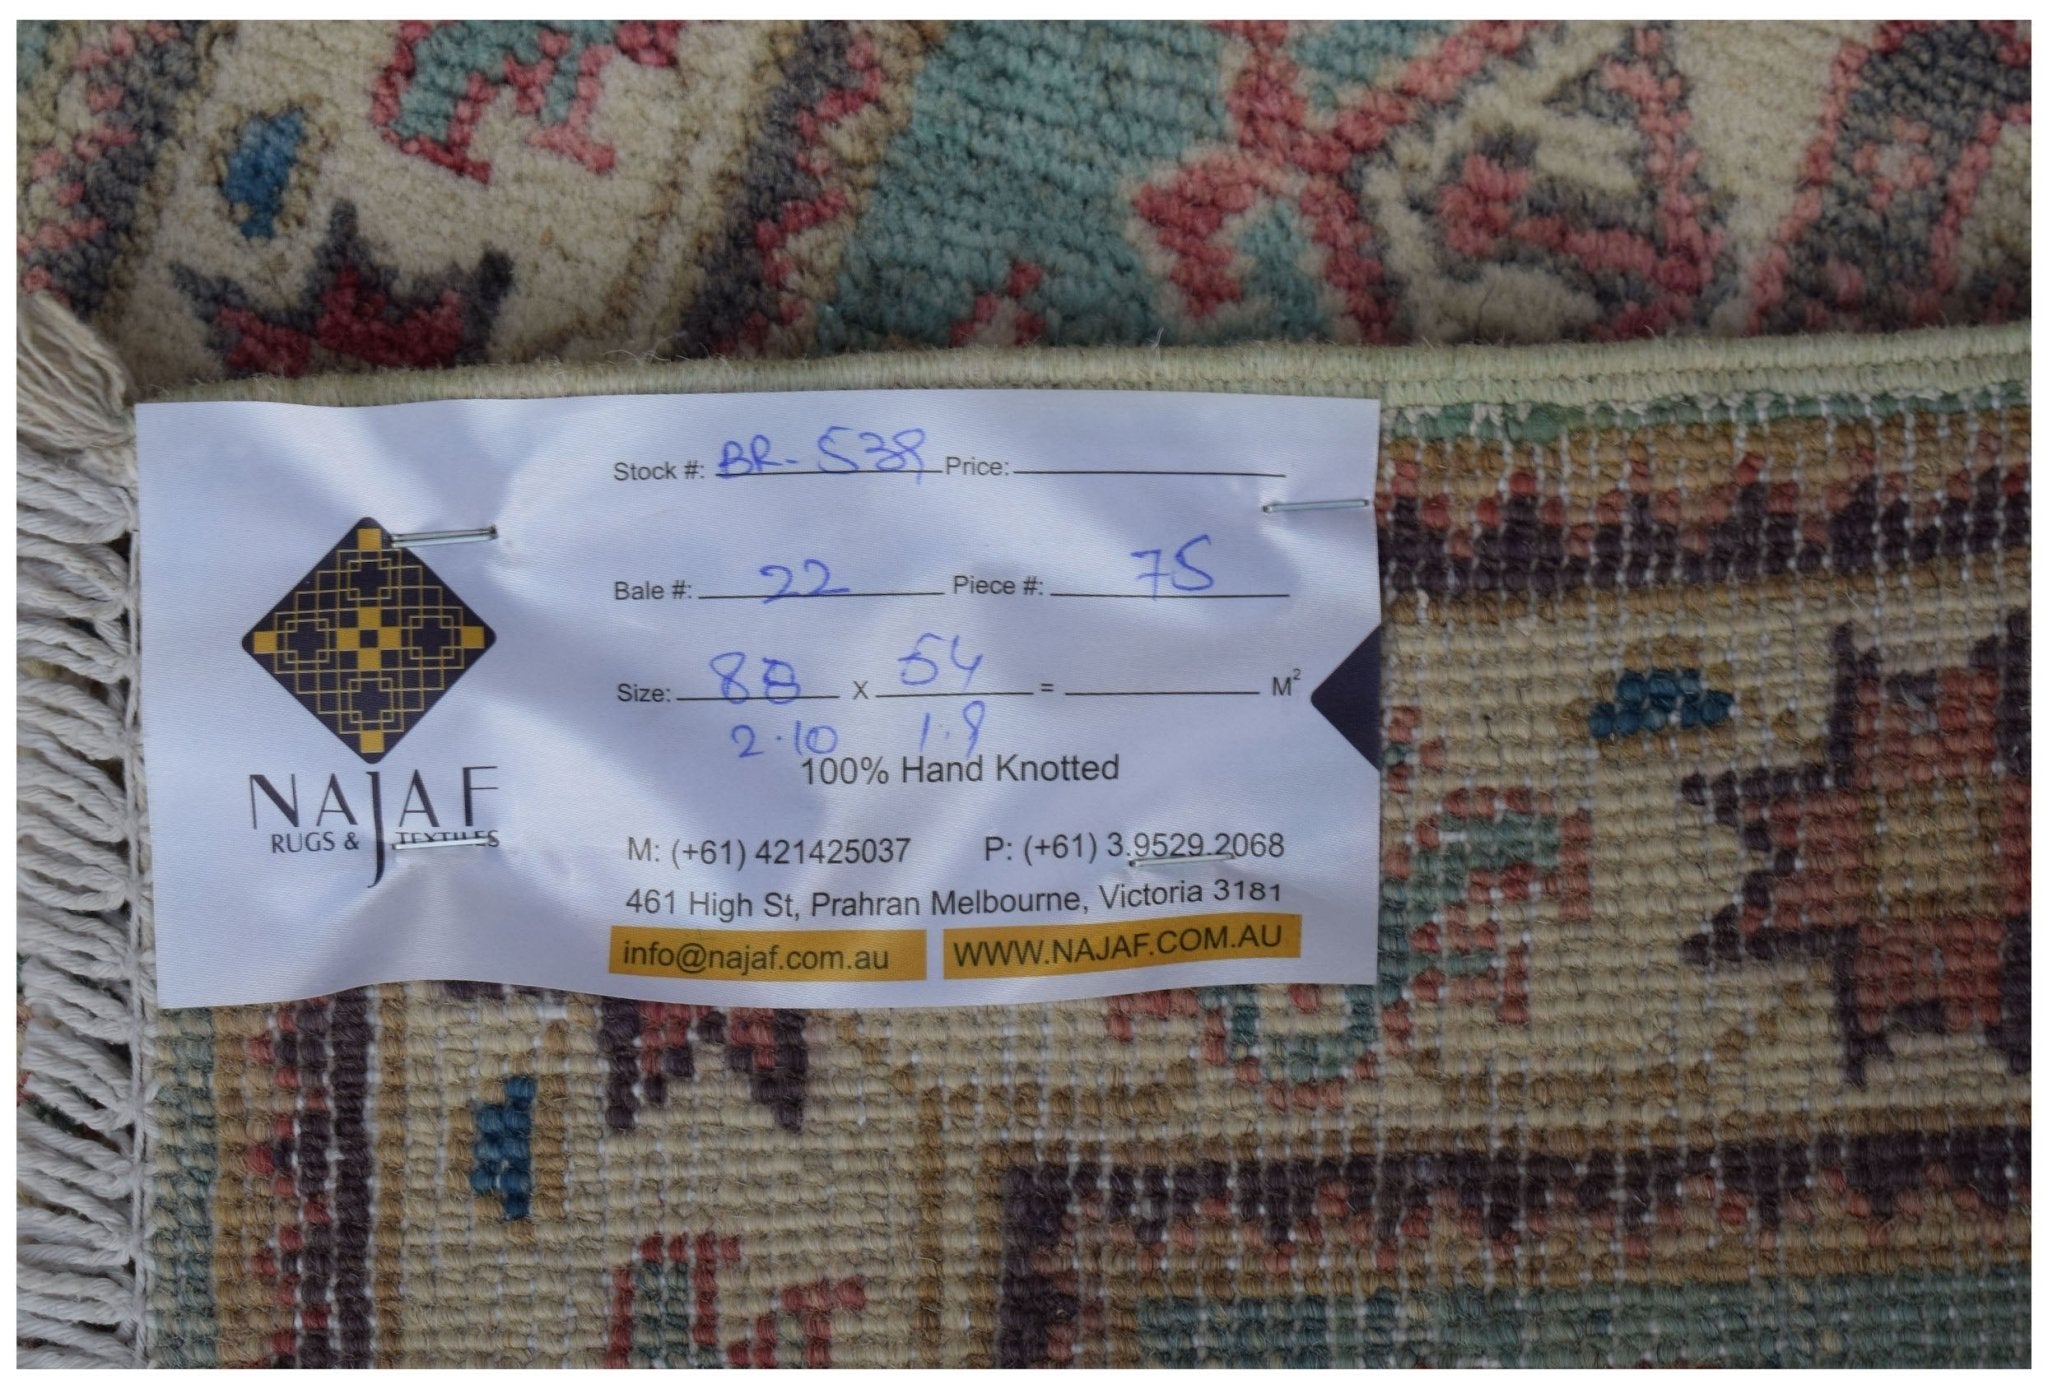 Stock #: BR-538 Price:
Bale #: 22 Piece #: 75
Size: 88 X 54 = M²
2.10 1.9
100% Hand Knotted
NAJAF
RUGS & TEXTILES
M: (+61) 421425037 P: (+61) 3.9529.2068
461 High St, Prahran Melbourne, Victoria 3181
info@najaf.com.au WWW.NAJAF.COM.AU